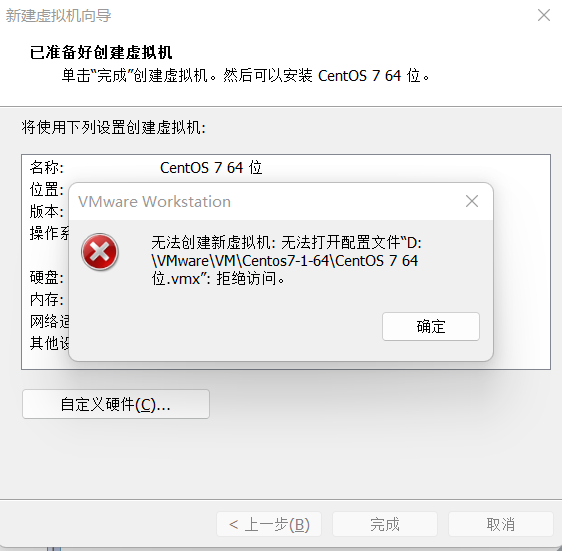 新建虚拟机向导
已准备好创建虚拟机
单击“完成”创建虚拟机。然后可以安装 CentOS 7 64 位。
将使用下列设置创建虚拟机:
名称: CentOS 7 64 位
位置:
版本:
操作系
硬盘:
内存:
网络适
其他设
VMware Workstation
无法创建新虚拟机: 无法打开配置文件“D:
\VMware\VM\Centos7-1-64\CentOS 7 64
位.vmx”: 拒绝访问。
确定
自定义硬件(C)...
< 上一步(B)
完成
取消